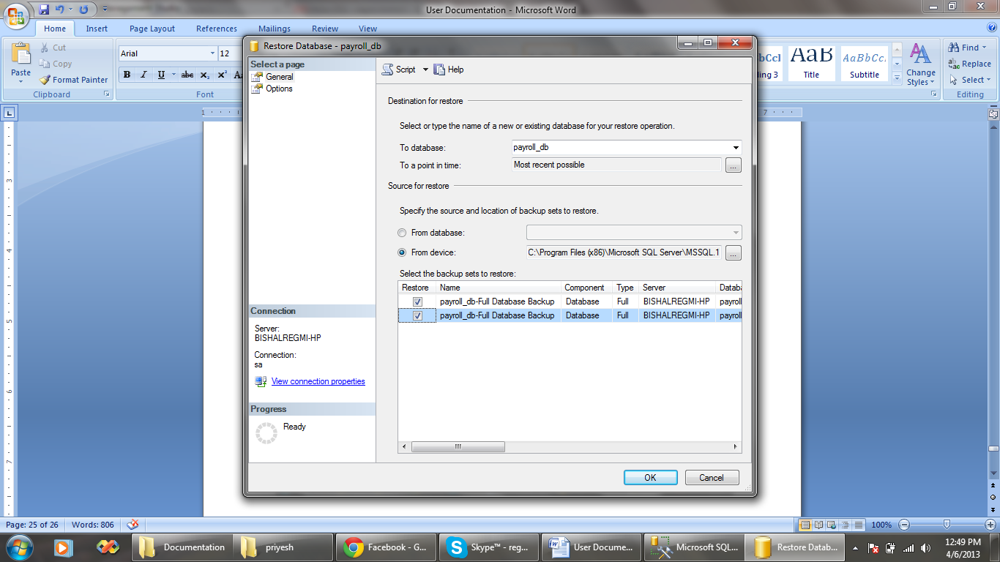 User Documentation - Microsoft Word
Home Insert Page Layout References Mailings Review View
Paste
Cut
Copy
Format Painter
Clipboard
Arial 12
B I U abc x₂ x² Aa
Font
AaB AaBbCc.
Title Subtitle
Change Styles
Find
Replace
Select
Editing
Restore Database - payroll_db
Select a page
General
Options
Script Help
Destination for restore
Select or type the name of a new or existing database for your restore operation.
To database: payroll_db
To a point in time: Most recent possible ...
Source for restore
Specify the source and location of backup sets to restore.
From database:
From device: C:\Program Files (x86)\Microsoft SQL Server\MSSQL.1 ...
Select the backup sets to restore:
Restore Name Component Type Server Databa
payroll_db-Full Database Backup Database Full BISHALREGMI-HP payroll
payroll_db-Full Database Backup Database Full BISHALREGMI-HP payroll
Connection
Server:
BISHALREGMI-HP
Connection:
sa
View connection properties
Progress
Ready
OK Cancel
Page: 25 of 26 Words: 806 100%
Documentation priyesh Facebook - G... Skype™ - reg... User Docume... Microsoft SQL... Restore Datab...
12:49 PM
4/6/2013